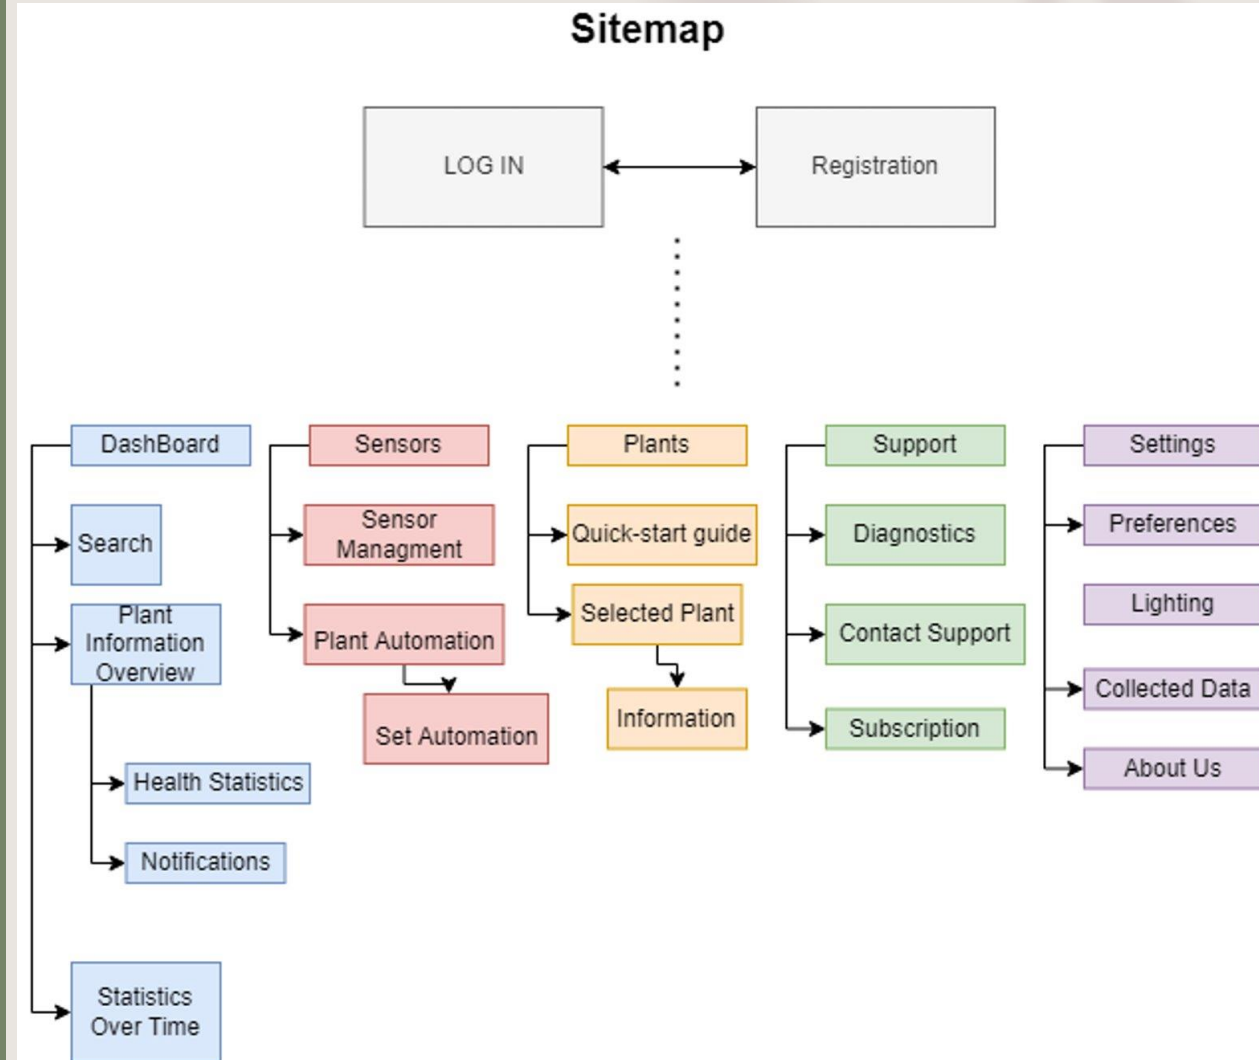 Sitemap
LOG IN
Registration
DashBoard
Search
Plant
Information
Overview
Health Statistics
Notifications
Statistics
Over Time
Sensors
Sensor
Managment
Plant Automation
Set Automation
Plants
Quick-start guide
Selected Plant
Information
Support
Diagnostics
Contact Support
Subscription
Settings
Preferences
Lighting
Collected Data
About Us